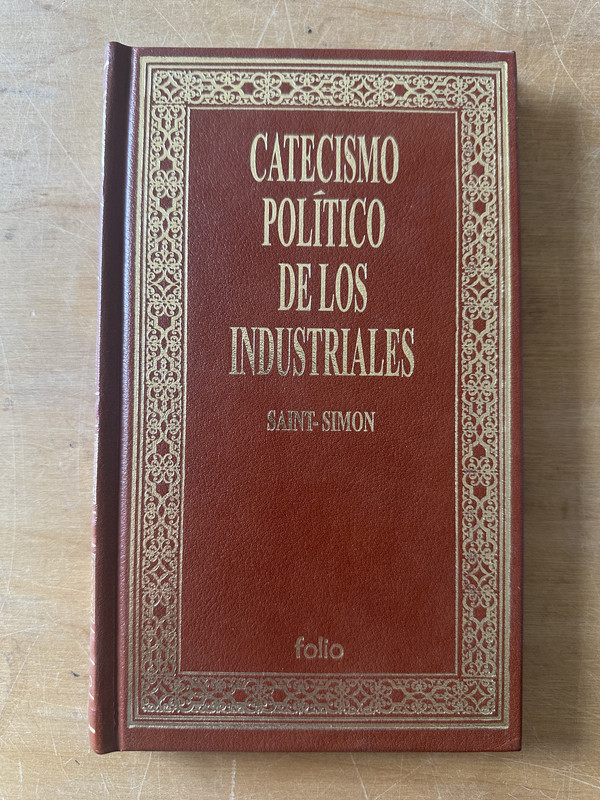 CATECISMO
POLÍTICO
DE LOS
INDUSTRIALES
SAINT-SIMON
folio